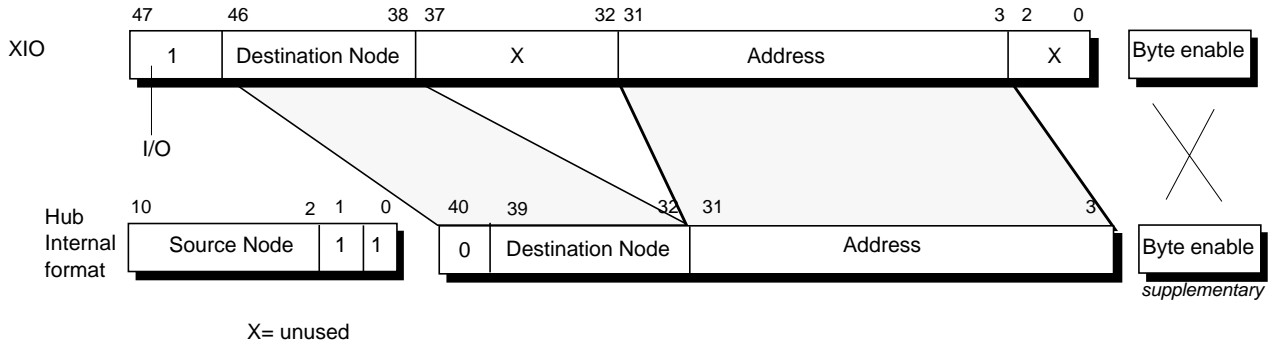 47 46 38 37 32 31 3 2 0
XIO 1 Destination Node X Address X Byte enable
I/O
10 2 1 0 40 39 32 31 3
Hub
Internal
format
Source Node 1 1 0 Destination Node Address Byte enable
supplementary
X= unused